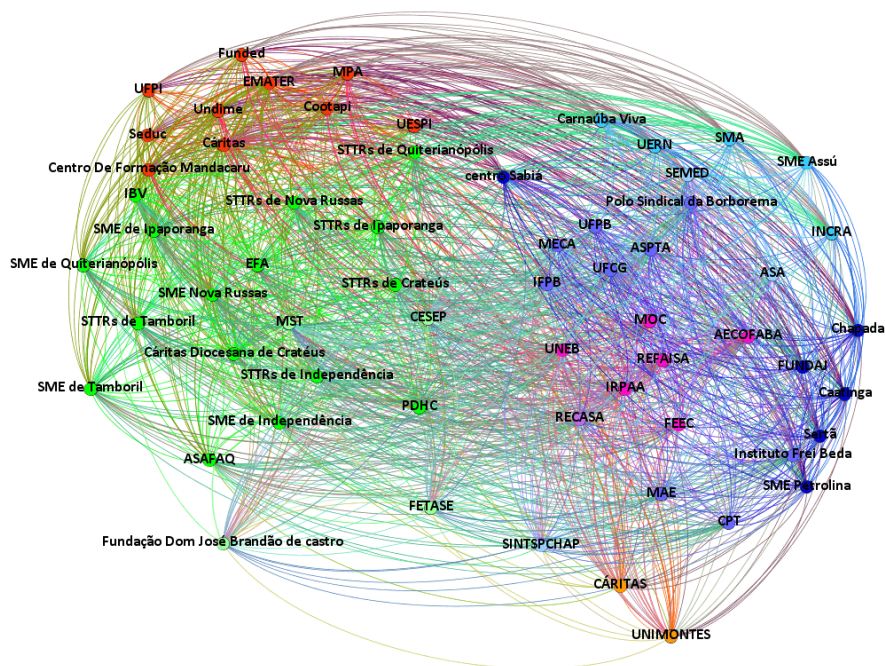 Funded
MPA
EMATER
UFPI
Undime
Cootapi
Seduc
Cáritas
UESPI
Carnaúba Viva
SMA
UERN
STTRs de Quiterianópolis
SME Assú
Centro De Formação Mandacaru
centro Sabiá
SEMED
IBV
STTRs de Nova Russas
Polo Sindical da Borborema
SME de Ipaporanga
STTRs de Ipaporanga
UFPB
INCRA
MECA
ASPTA
SME de Quiterianópolis
EFA
UFCG
ASA
STTRs de Crateús
IFPB
SME Nova Russas
STTRs de Tamboril
MST
CESEP
MOC
Chapada
AECOFABA
Cáritas Diocesana de Cratéus
UNEB
REFAISA
FUNDAJ
STTRs de Independência
SME de Tamboril
IRPAA
Caatinga
PDHC
SME de Independência
RECASA
FEEC
Sertã
Instituto Frei Beda
ASAFAQ
SME Petrolina
MAE
FETASE
CPT
Fundação Dom José Brandão de castro
SINTSPCHAP
CÁRITAS
UNIMONTES